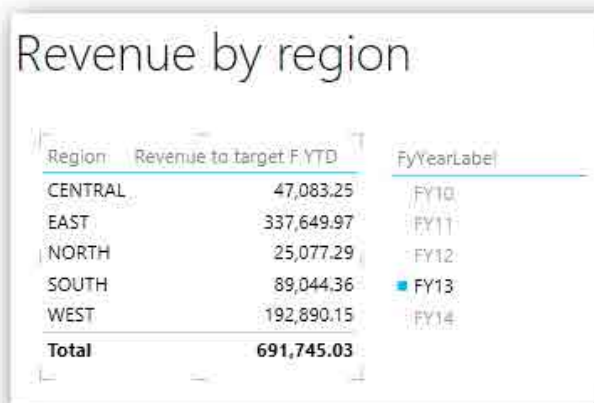 Revenue by region
Region Revenue to target FYTD
CENTRAL 47,083.25
EAST 337,649.97
NORTH 25,077.29
SOUTH 89,044.36
WEST 192,890.15
Total 691,745.03
FyYearLabel
FY10
FY11
FY12
FY13
FY14